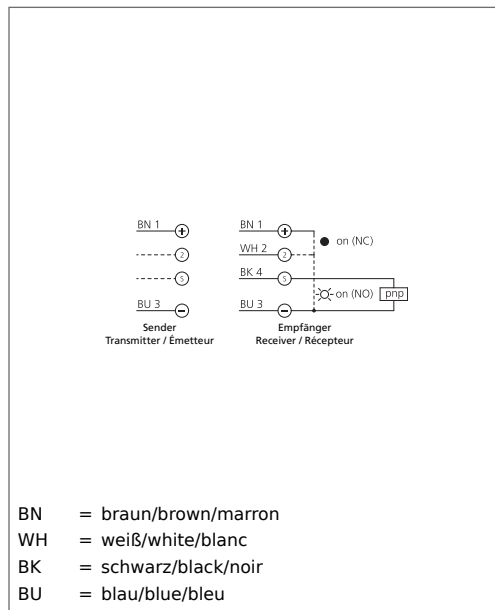 BN 1
+
2
S
BU 3
−
Sender
Transmitter / Émetteur
BN 1
+
on (NC)
WH 2
2
BK 4
S
on (NO)
pnp
BU 3
−
Empfänger
Receiver / Récepteur
BN = braun/brown/marron
WH = weiß/white/blanc
BK = schwarz/black/noir
BU = blau/blue/bleu